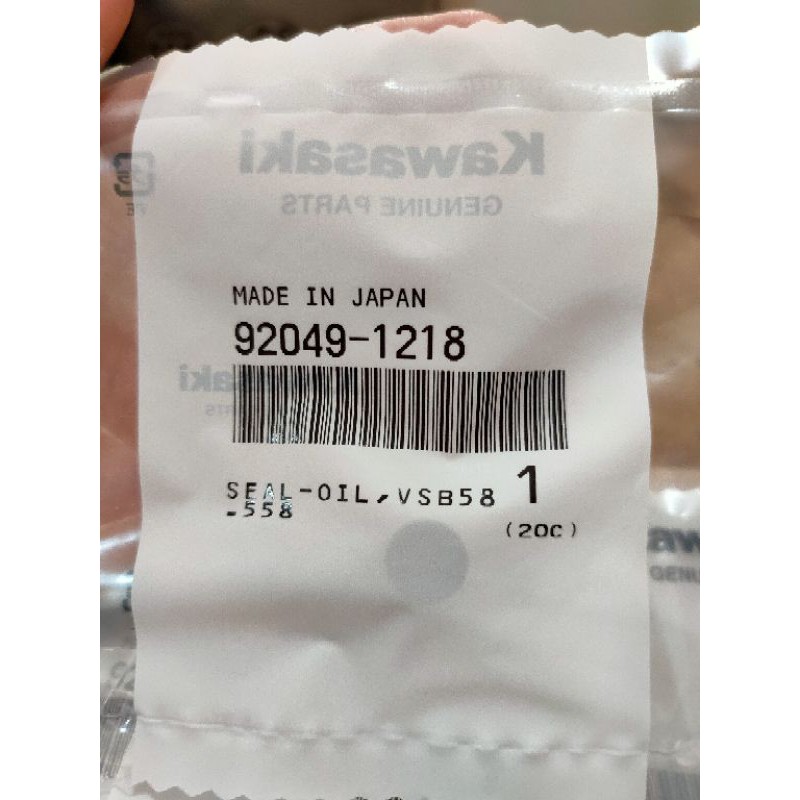 Kawasaki
GENUINE PARTS
MADE IN JAPAN
92049-1218
SEAL-OIL,VSB58 1
.558
(20C)